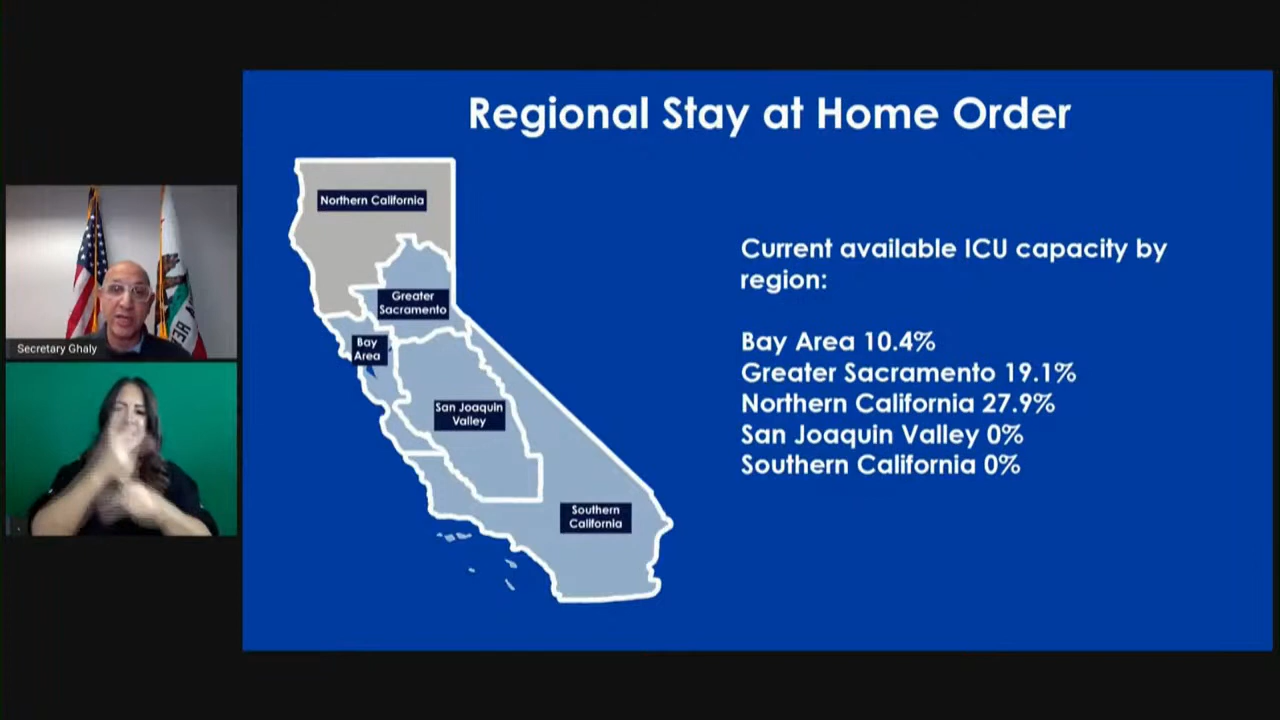 Regional Stay at Home Order
Northern California
Greater
Sacramento
Bay
Area
San Joaquin
Valley
Southern
California
Current available ICU capacity by
region:
Bay Area 10.4%
Greater Sacramento 19.1%
Northern California 27.9%
San Joaquin Valley 0%
Southern California 0%
Secretary Ghaly